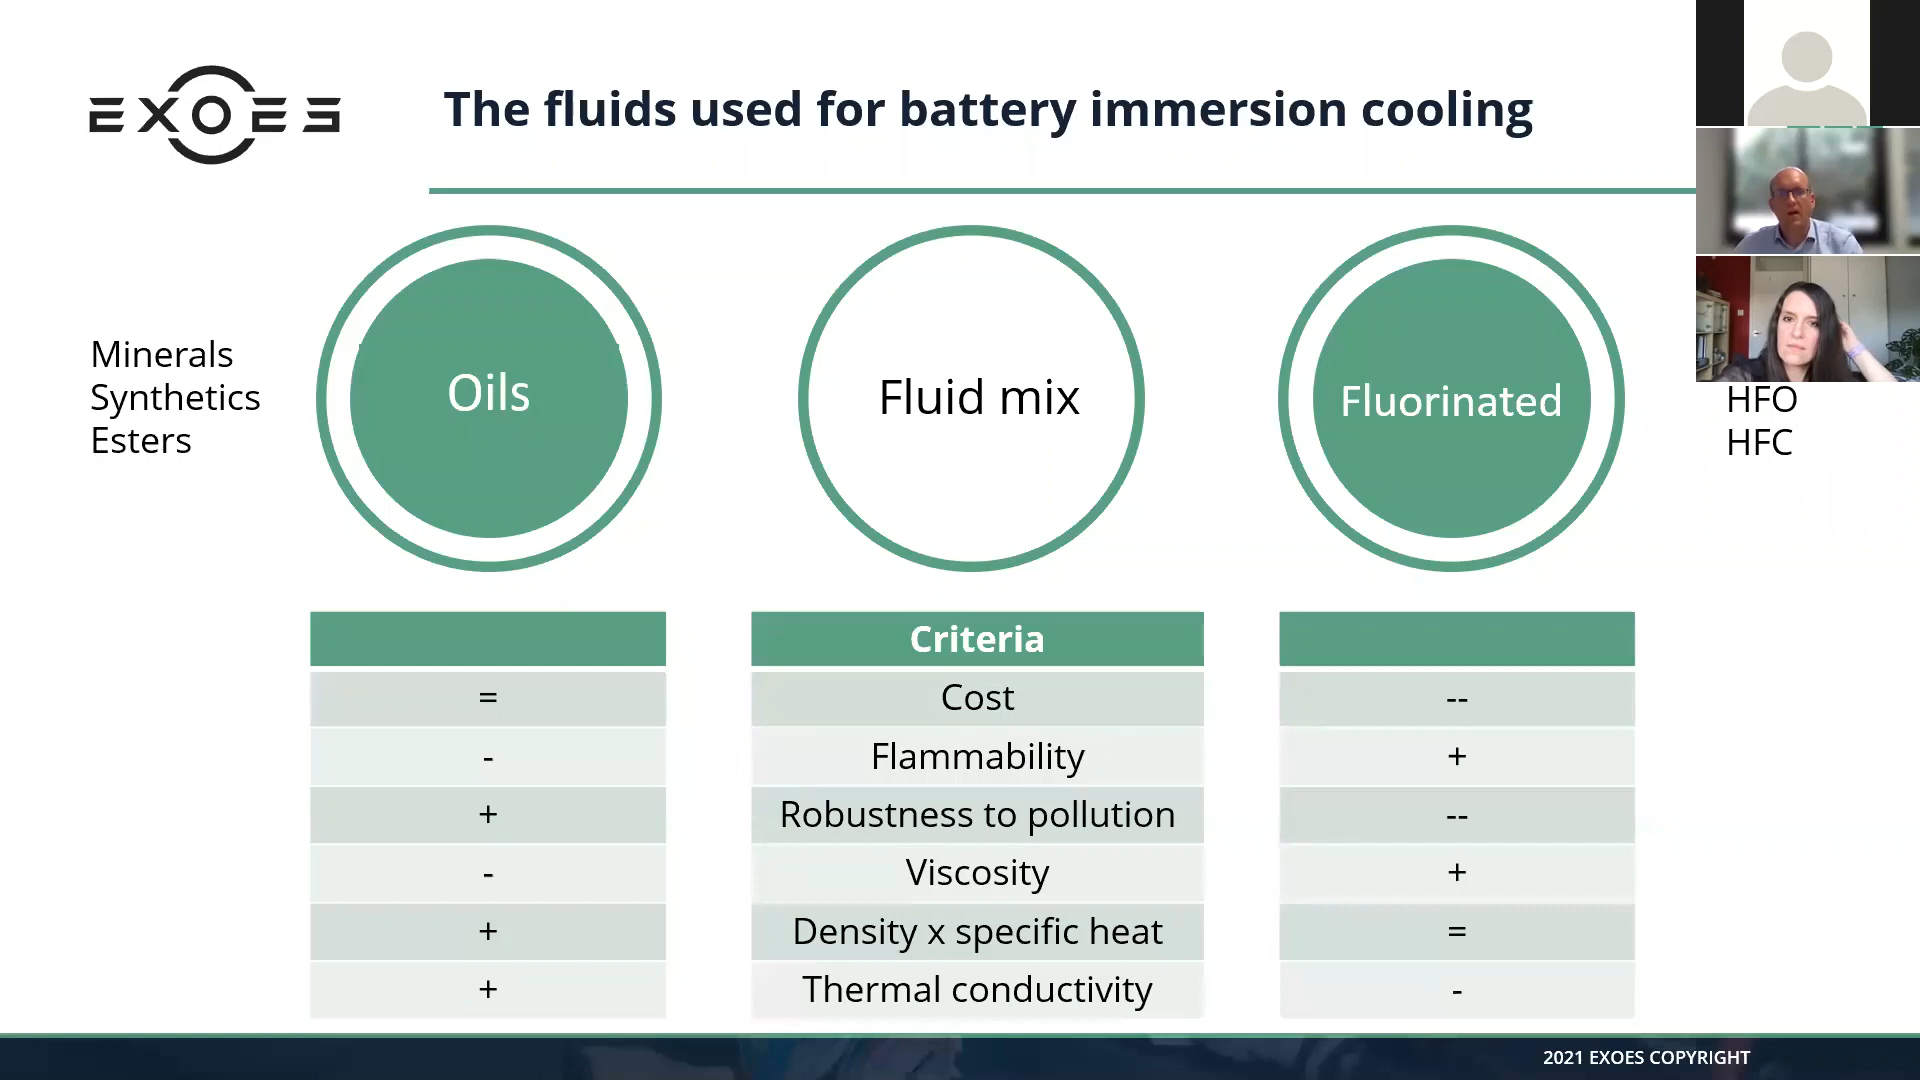 EXOES
The fluids used for battery immersion cooling
Minerals
Synthetics
Esters
Oils
Fluid mix
Fluorinated
HFO
HFC
Criteria
= Cost --
- Flammability +
+ Robustness to pollution --
- Viscosity +
+ Density x specific heat =
+ Thermal conductivity -
2021 EXOES COPYRIGHT